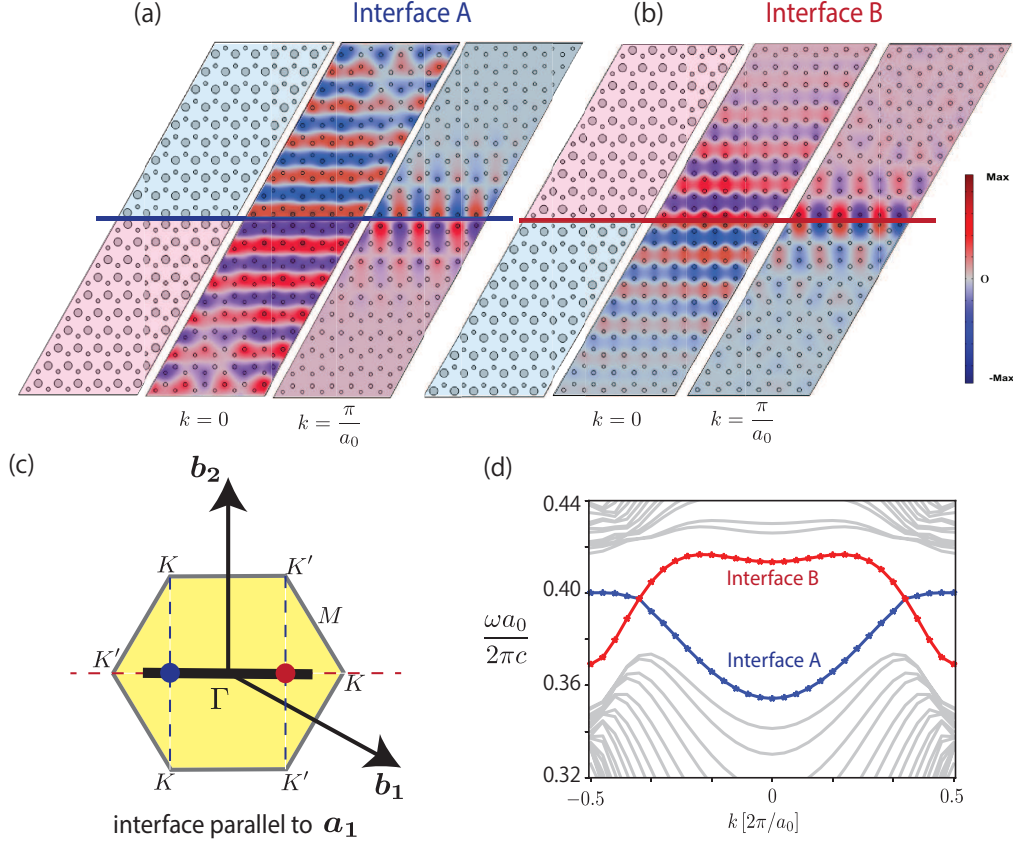 (a)
Interface A
(b)
Interface B
Max
O
-Max
k = 0
k = π/a₀
k = 0
k = π/a₀
(c)
b₂
K
K′
M
K′
Γ
K
K
K′
b₁
interface parallel to a₁
(d)
0.44
0.40
0.36
0.32
ωa₀/2πc
Interface B
Interface A
−0.5
0
0.5
k [2π/a₀]